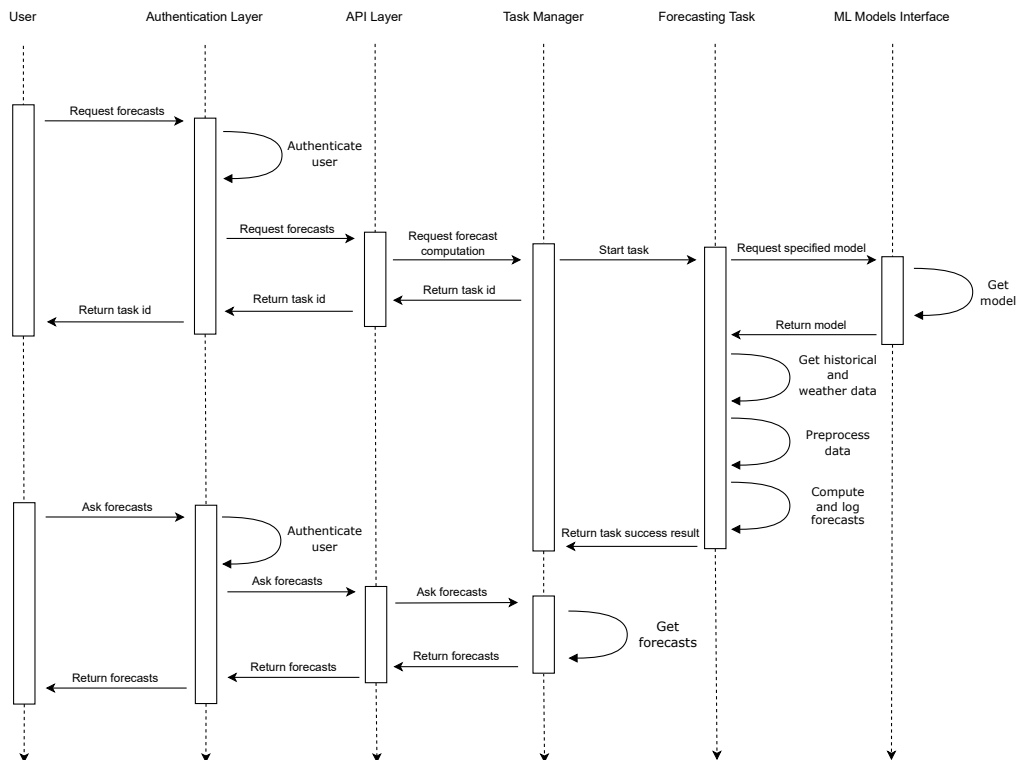 User
Authentication Layer
API Layer
Task Manager
Forecasting Task
ML Models Interface
Request forecasts
Authenticate
user
Request forecasts
Request forecast
computation
Start task
Request specified model
Get
model
Return task id
Return task id
Return task id
Return model
Get historical
and
weather data
Preprocess
data
Compute
and log
forecasts
Ask forecasts
Authenticate
user
Return task success result
Ask forecasts
Ask forecasts
Get
forecasts
Return forecasts
Return forecasts
Return forecasts